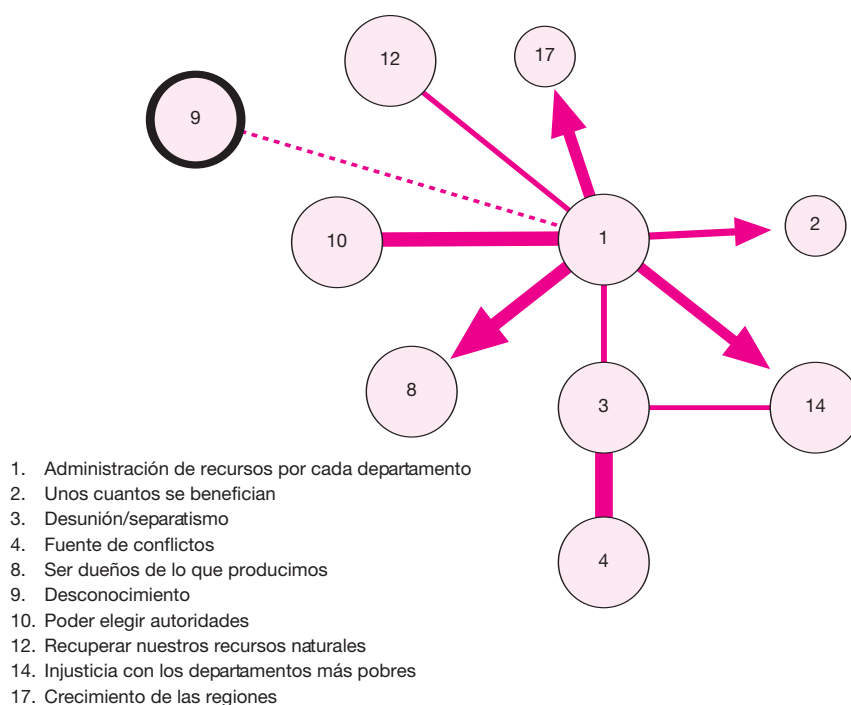 17
12
9
2
10
1
8
3
14
4
1. Administración de recursos por cada departamento
2. Unos cuantos se benefician
3. Desunión/separatismo
4. Fuente de conflictos
8. Ser dueños de lo que producimos
9. Desconocimiento
10. Poder elegir autoridades
12. Recuperar nuestros recursos naturales
14. Injusticia con los departamentos más pobres
17. Crecimiento de las regiones